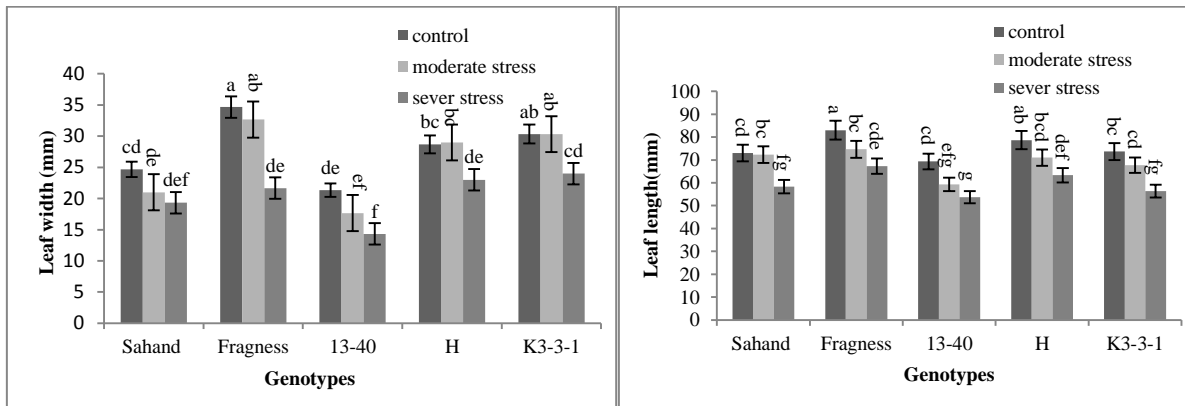 control
moderate stress
sever stress
Leaf width (mm)
40
35
30
25
20
15
10
5
0
cd
de
def
a
ab
de
de
ef
f
bc
bc
de
ab
ab
cd
Sahand Fragness 13-40 H K3-3-1
Genotypes
control
moderate stress
sever stress
Leaf length(mm)
100
90
80
70
60
50
40
30
20
10
0
cd
bc
fg
a
bc
cde
cd
efg
g
ab
bcd
def
bc
cd
fg
Sahand Fragness 13-40 H K3-3-1
Genotypes